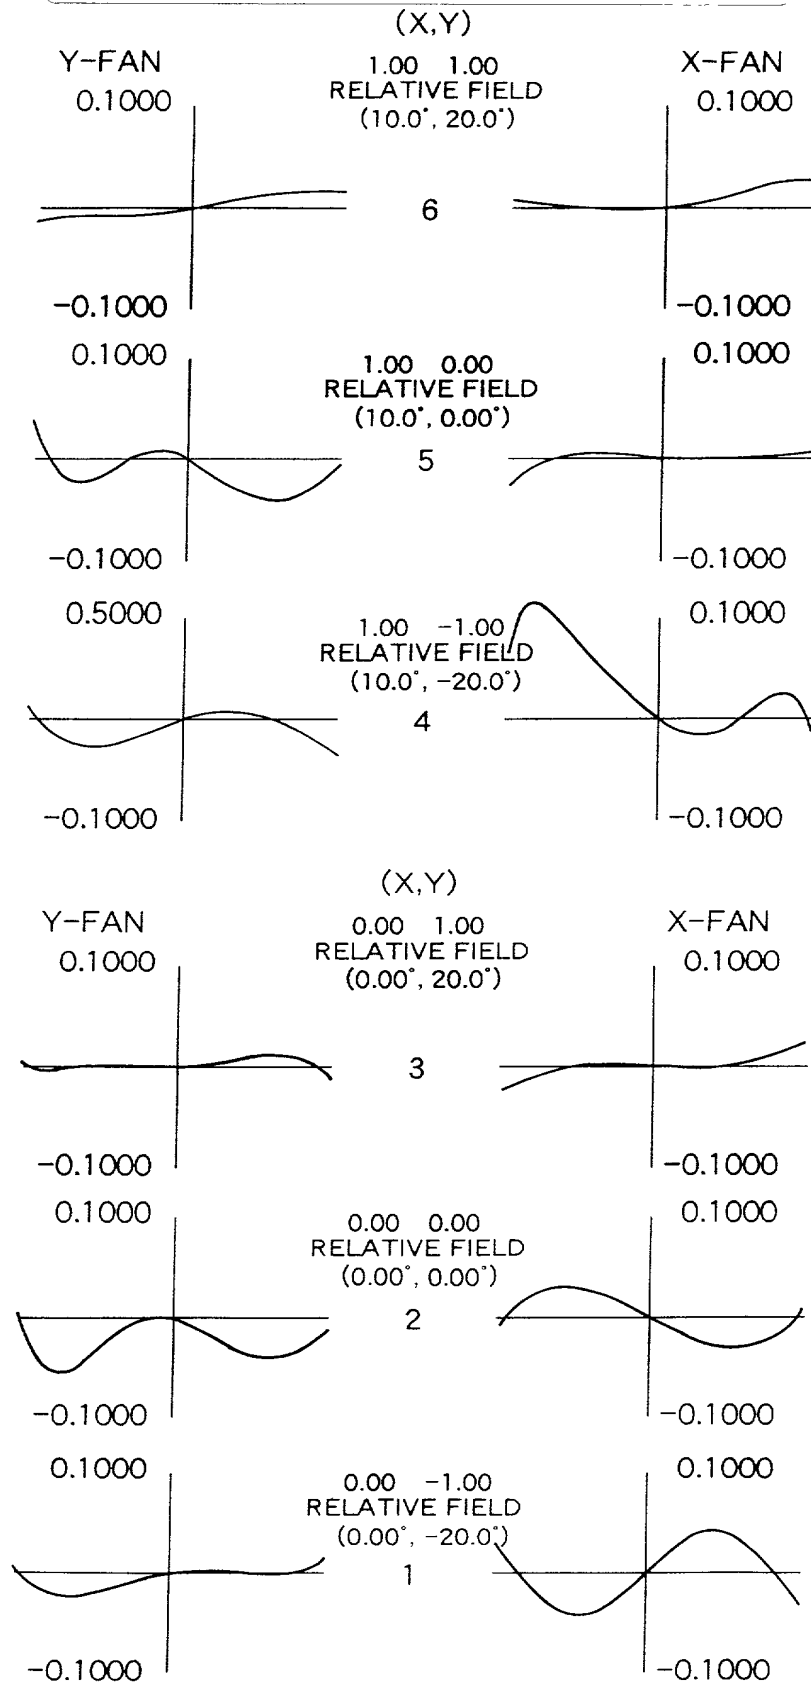 (X,Y)
Y-FAN 1.00 1.00 X-FAN
0.1000 RELATIVE FIELD 0.1000
(10.0°, 20.0°)
6
-0.1000 -0.1000
0.1000 1.00 0.00 0.1000
RELATIVE FIELD
(10.0°, 0.00°)
5
-0.1000 -0.1000
0.5000 1.00 -1.00 0.1000
RELATIVE FIELD
(10.0°, -20.0°)
4
-0.1000 -0.1000
(X,Y)
Y-FAN 0.00 1.00 X-FAN
0.1000 RELATIVE FIELD 0.1000
(0.00°, 20.0°)
3
-0.1000 -0.1000
0.1000 0.00 0.00 0.1000
RELATIVE FIELD
(0.00°, 0.00°)
2
-0.1000 -0.1000
0.1000 0.00 -1.00 0.1000
RELATIVE FIELD
(0.00°, -20.0°)
1
-0.1000 -0.1000